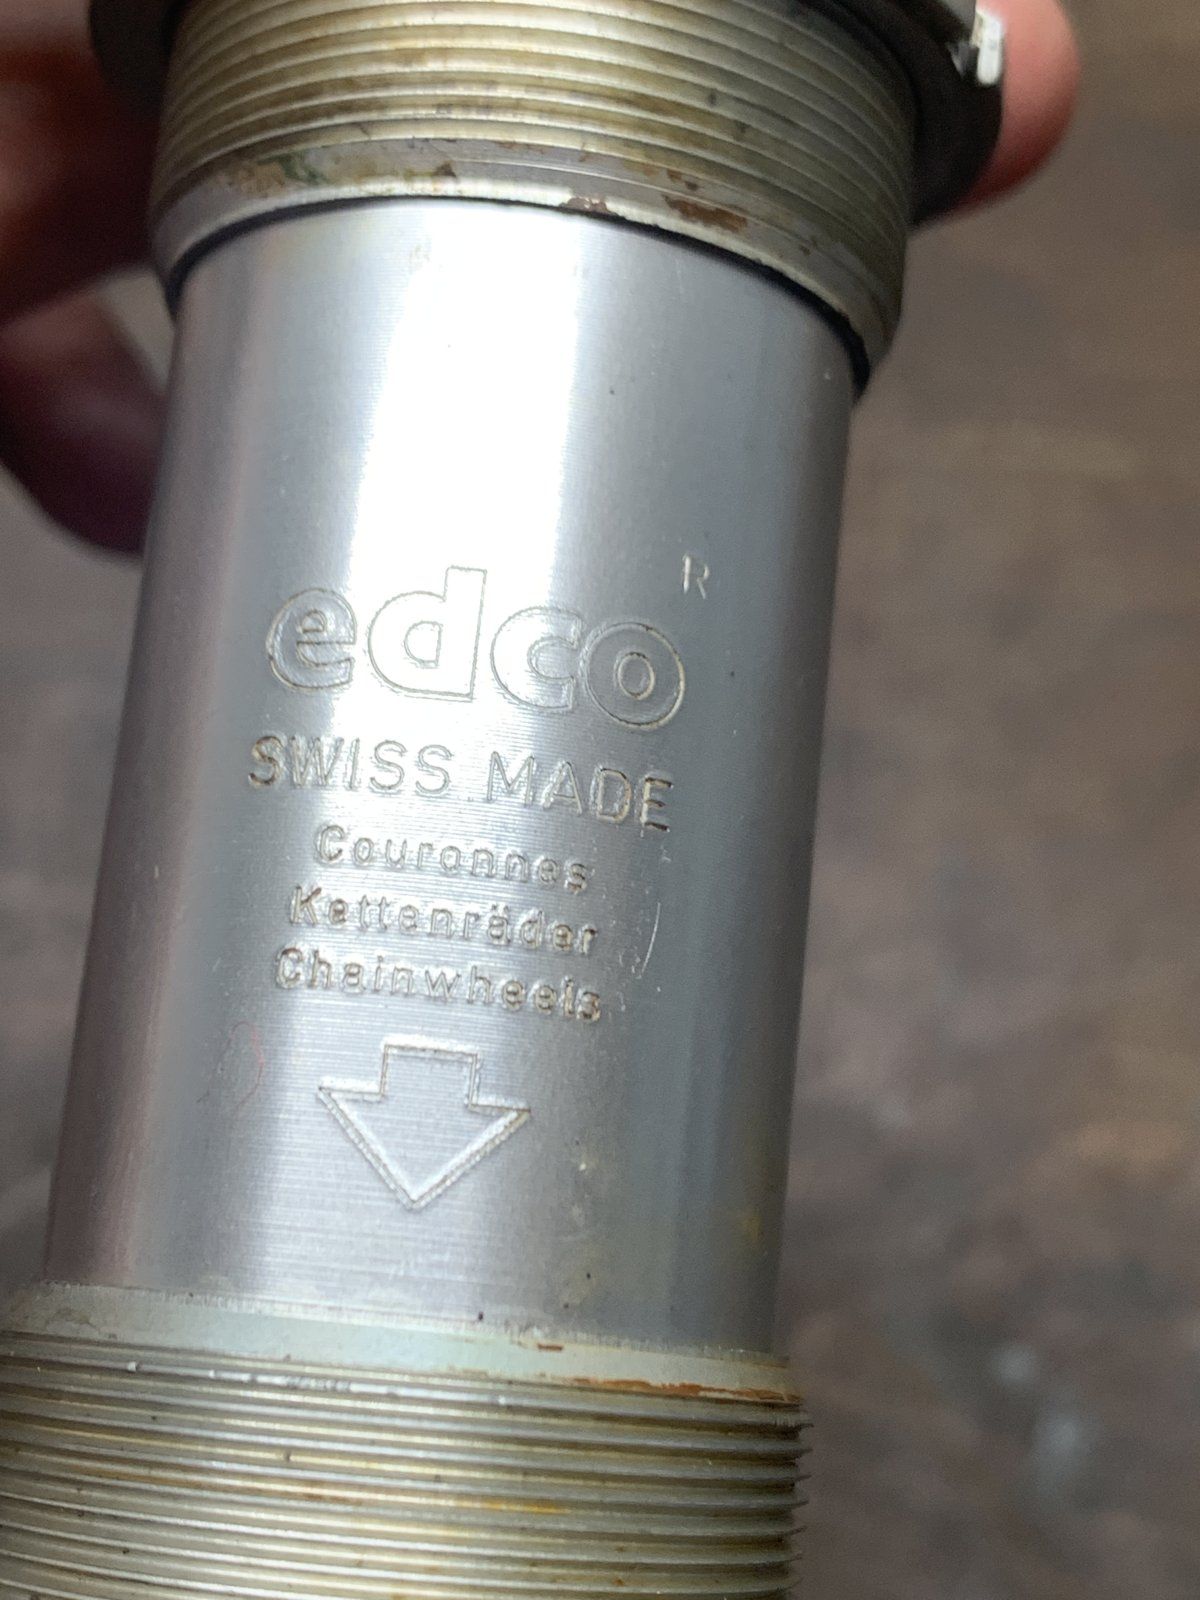 edco R
SWISS MADE
Couronnes
Kettenräder
Chainwheels